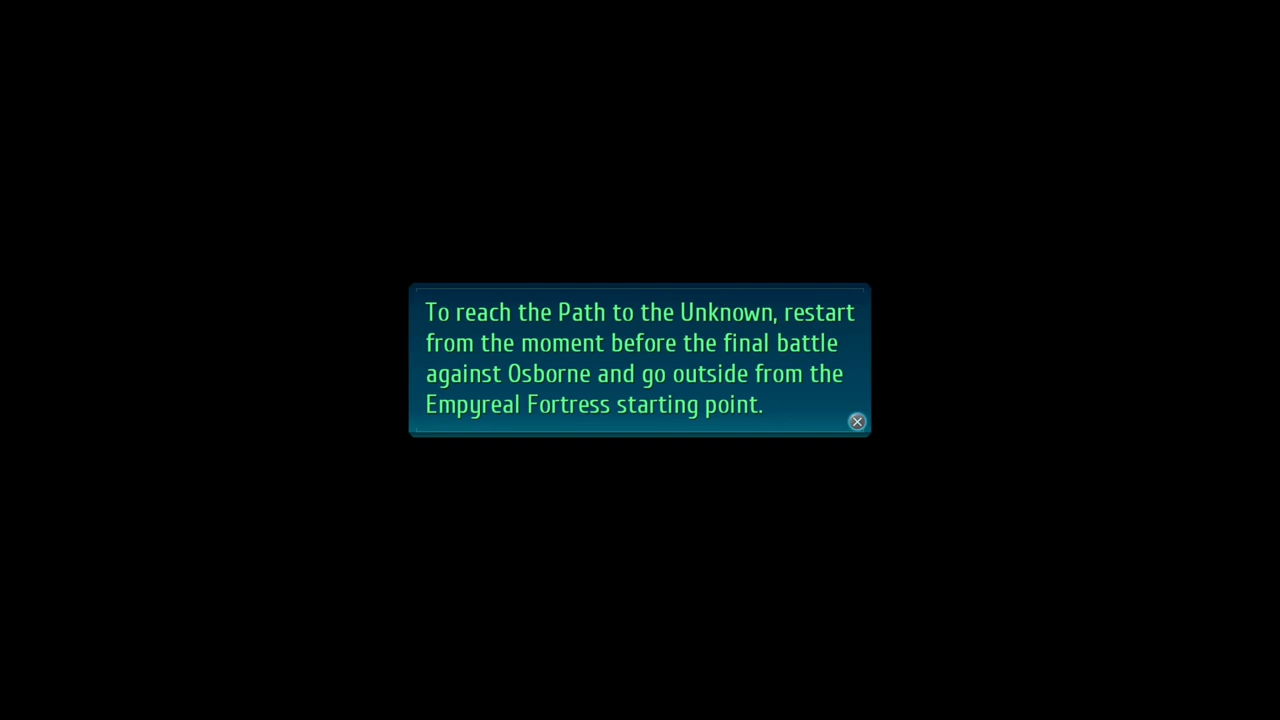 To reach the Path to the Unknown, restart
from the moment before the final battle
against Osborne and go outside from the
Empyreal Fortress starting point.